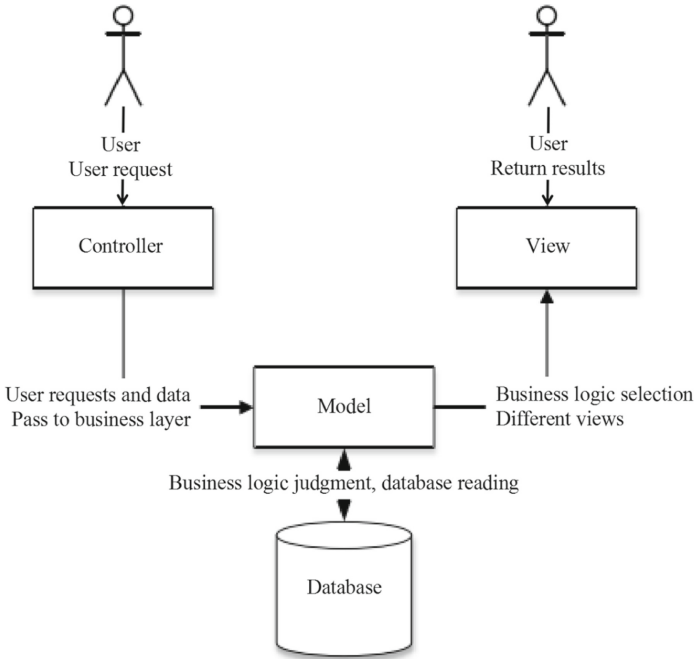 User
User request
User
Return results
Controller
View
User requests and data
Pass to business layer
Model
Business logic selection
Different views
Business logic judgment, database reading
Database